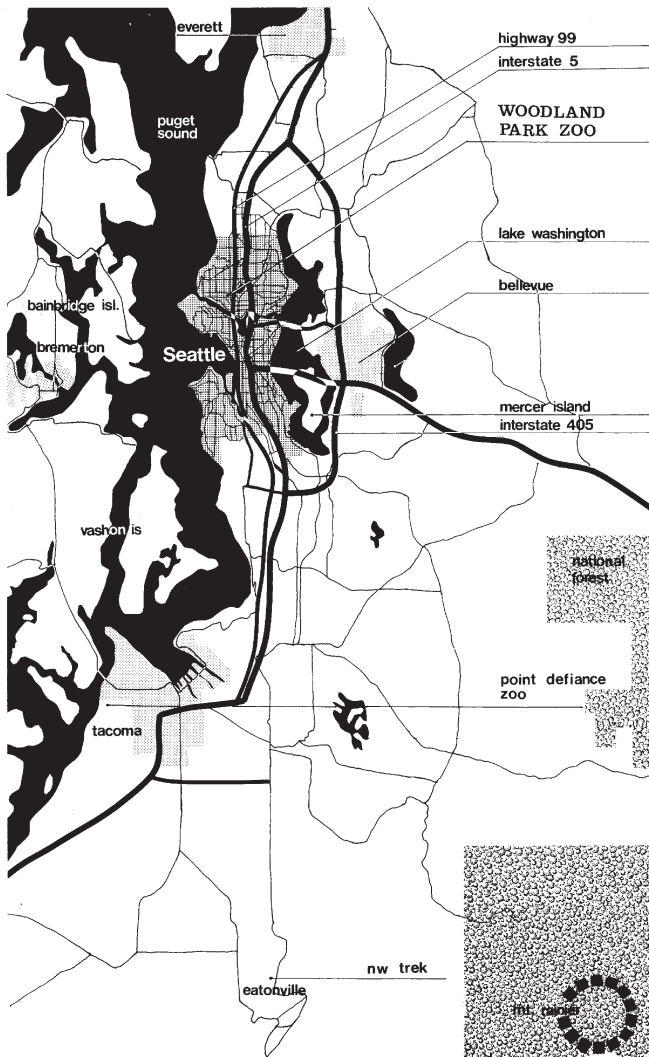 everett
highway 99
interstate 5
WOODLAND
PARK ZOO
puget
sound
lake washington
bellevue
bainbridge isl.
bremerton
Seattle
mercer island
interstate 405
vashon is
national
forest
point defiance
zoo
tacoma
nw trek
eatonville
mt. rainier